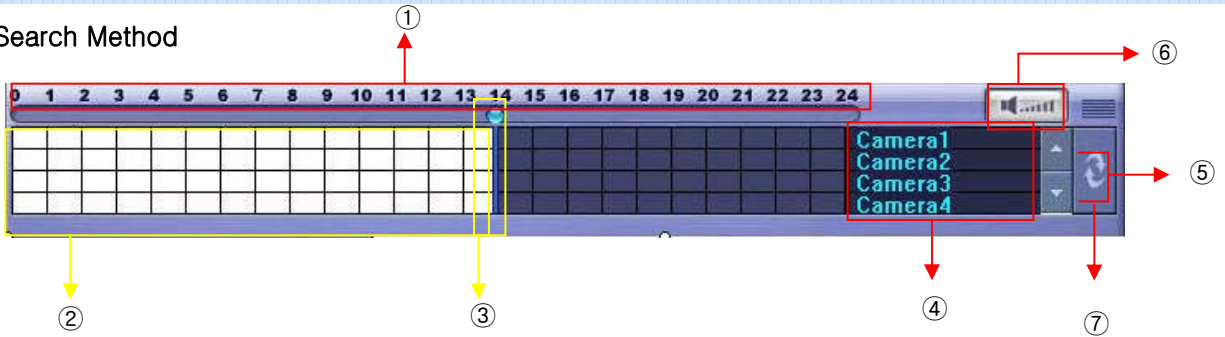 ①
Search Method
⑥
0 1 2 3 4 5 6 7 8 9 10 11 12 13 14 15 16 17 18 19 20 21 22 23 24
Camera1
Camera2
Camera3
Camera4
⑤
② ③ ④ ⑦